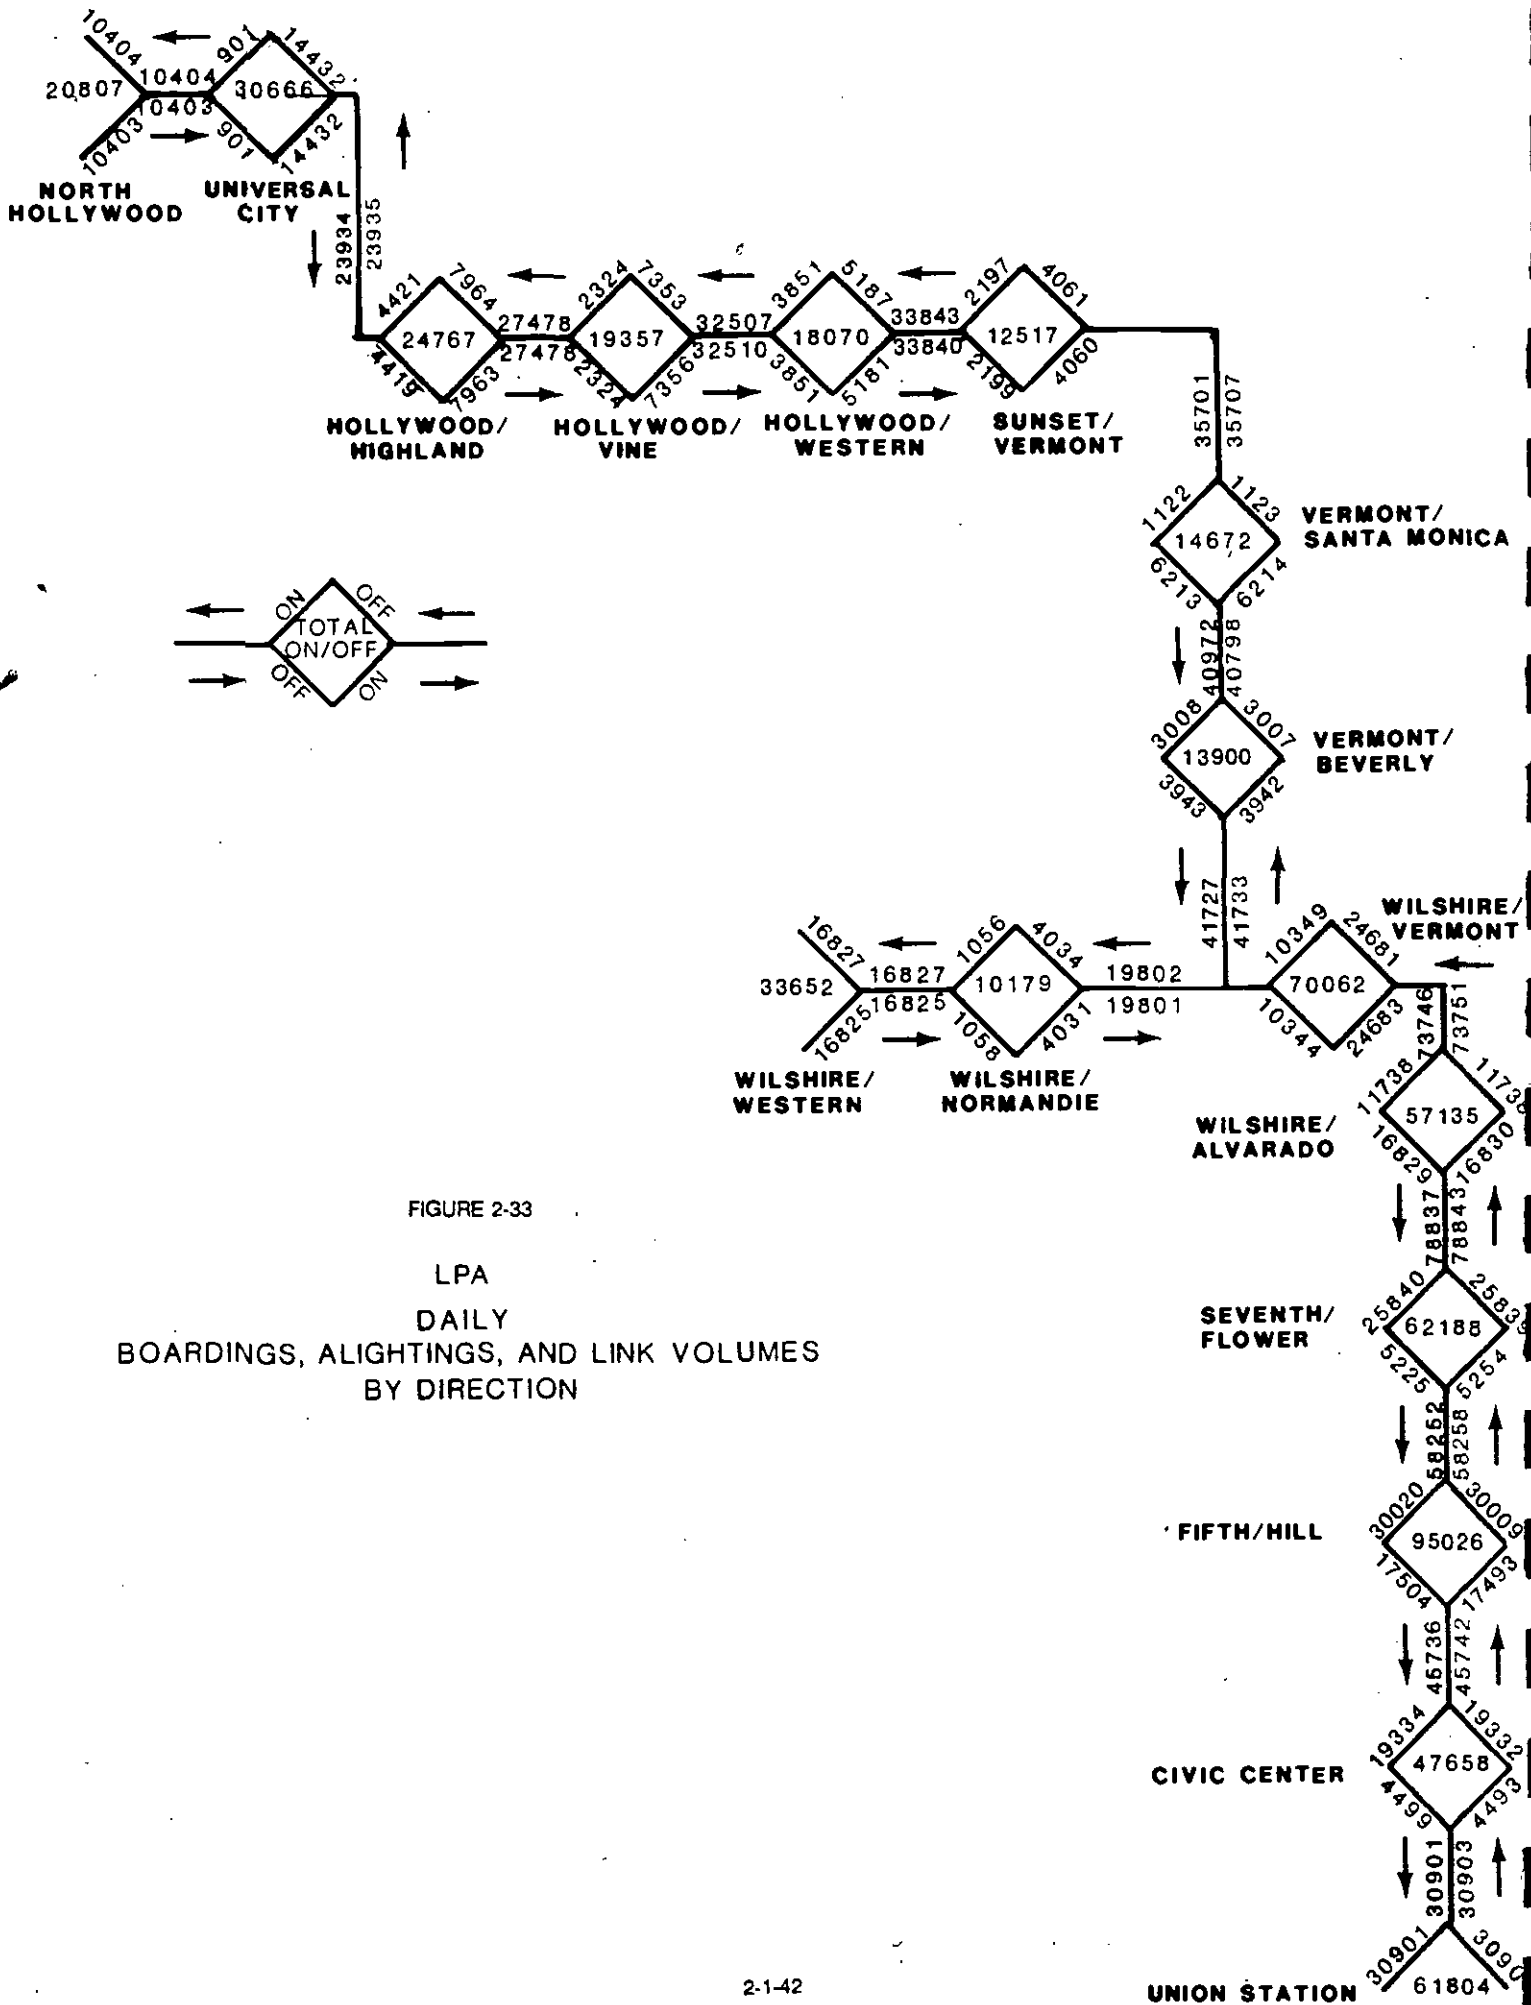 10404
901
14432
20807
10404
10403
30666
10403
901
14432
NORTH
HOLLYWOOD
UNIVERSAL
CITY
23934
23935
4421
7964
24767
4419
7963
27478
27478
2324
7353
19357
2324
7356
32507
32510
3851
5187
18070
3851
5181
33843
33840
2197
4061
12517
2199
4060
HOLLYWOOD/
HIGHLAND
HOLLYWOOD/
VINE
HOLLYWOOD/
WESTERN
SUNSET/
VERMONT
35701
35707
1122
1123
14672
6213
6214
VERMONT/
SANTA MONICA
ON
OFF
TOTAL
ON/OFF
OFF
ON
40972
40798
3008
3007
13900
3943
3942
VERMONT/
BEVERLY
41727
41733
16827
33652
16825
16827
16825
1056
4034
10179
1058
4031
19802
19801
10349
24681
70062
10344
24683
WILSHIRE/
VERMONT
WILSHIRE/
WESTERN
WILSHIRE/
NORMANDIE
73746
73751
11738
11738
57135
16829
16830
WILSHIRE/
ALVARADO
78837
78843
FIGURE 2-33
LPA
DAILY
BOARDINGS, ALIGHTINGS, AND LINK VOLUMES
BY DIRECTION
25840
25839
62188
5225
5254
SEVENTH/
FLOWER
58252
58258
30020
30009
95026
17504
17493
FIFTH/HILL
45736
45742
19334
19332
47658
4499
4493
CIVIC CENTER
30901
30903
30901
3090
61804
UNION STATION
2-1-42